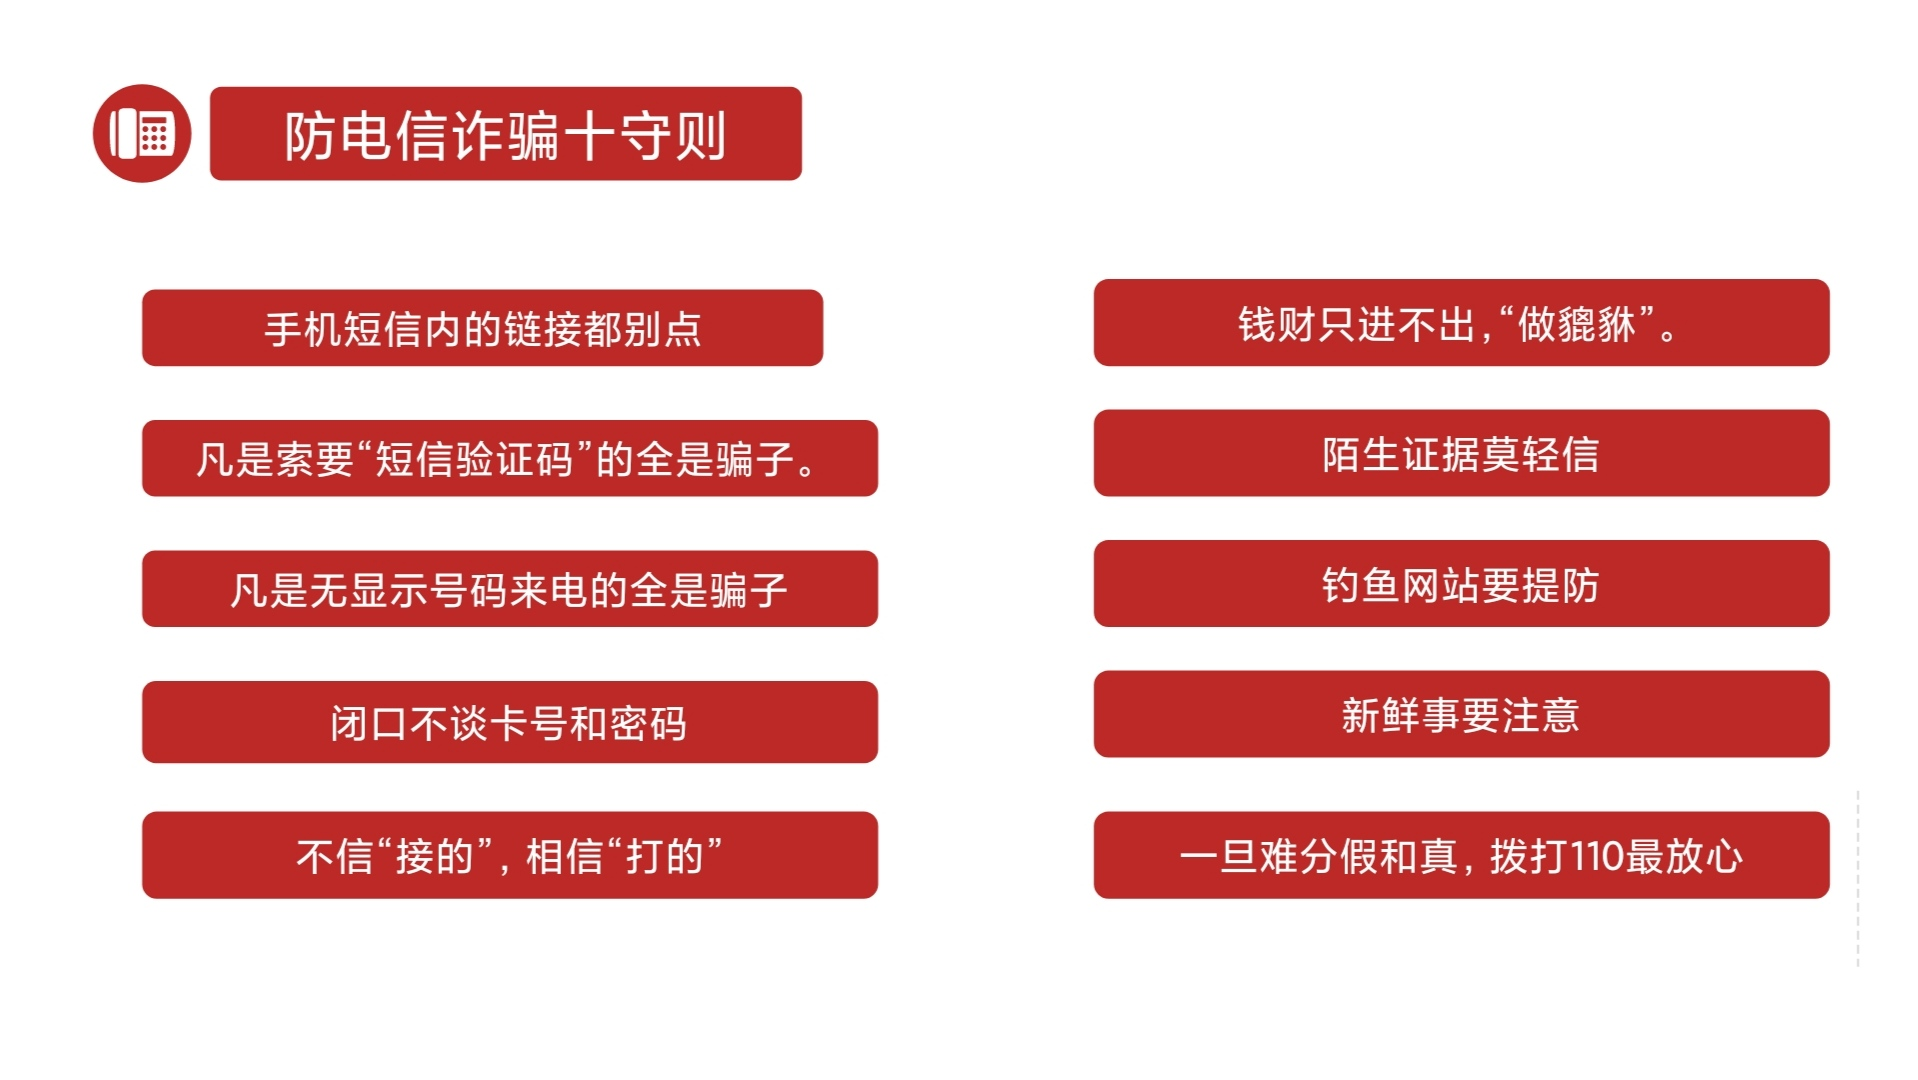 防电信诈骗十守则
手机短信内的链接都别点
凡是索要“短信验证码”的全是骗子。
凡是无显示号码来电的全是骗子
闭口不谈卡号和密码
不信“接的”，相信“打的”
钱财只进不出，“做貔貅”。
陌生证据莫轻信
钓鱼网站要提防
新鲜事要注意
一旦难分假和真，拨打110最放心